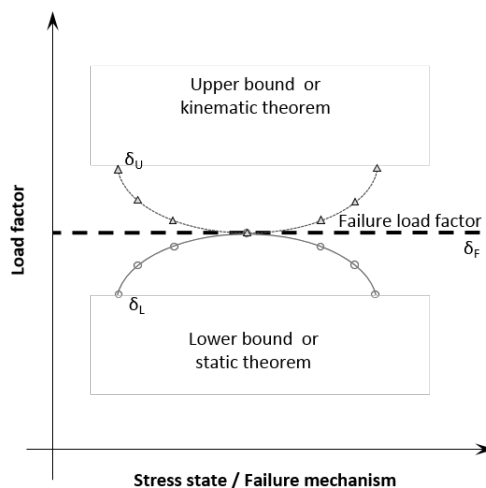 Upper bound or
kinematic theorem
δU
Failure load factor
δF
δL
Lower bound or
static theorem
Load factor
Stress state / Failure mechanism